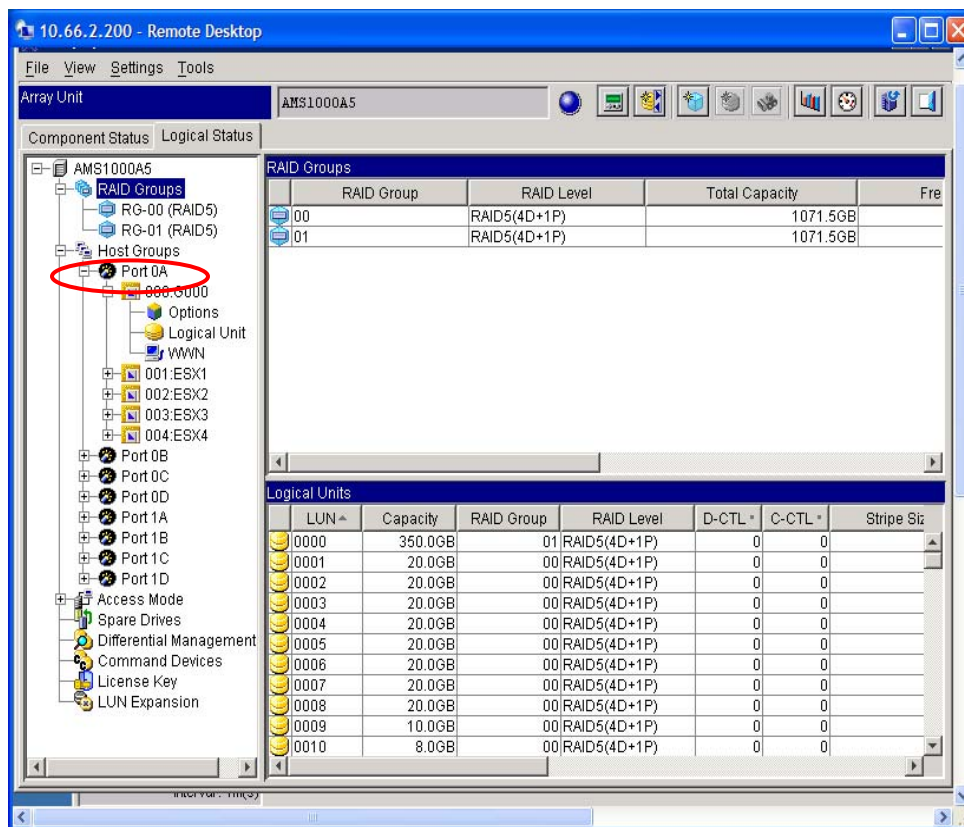 10.66.2.200 - Remote Desktop
File View Settings Tools
Array Unit
AMS1000A5
Component Status Logical Status
AMS1000A5
RAID Groups
RG-00 (RAID5)
RG-01 (RAID5)
Host Groups
Port 0A
000:G000
Options
Logical Unit
WWN
001:ESX1
002:ESX2
003:ESX3
004:ESX4
Port 0B
Port 0C
Port 0D
Port 1A
Port 1B
Port 1C
Port 1D
Access Mode
Spare Drives
Differential Management
Command Devices
License Key
LUN Expansion
RAID Groups
RAID Group RAID Level Total Capacity Fre
00 RAID5(4D+1P) 1071.5GB
01 RAID5(4D+1P) 1071.5GB
Logical Units
LUN Capacity RAID Group RAID Level D-CTL * C-CTL * Stripe Siz
0000 350.0GB 01 RAID5(4D+1P) 0 0
0001 20.0GB 00 RAID5(4D+1P) 0 0
0002 20.0GB 00 RAID5(4D+1P) 0 0
0003 20.0GB 00 RAID5(4D+1P) 0 0
0004 20.0GB 00 RAID5(4D+1P) 0 0
0005 20.0GB 00 RAID5(4D+1P) 0 0
0006 20.0GB 00 RAID5(4D+1P) 0 0
0007 20.0GB 00 RAID5(4D+1P) 0 0
0008 20.0GB 00 RAID5(4D+1P) 0 0
0009 10.0GB 00 RAID5(4D+1P) 0 0
0010 8.0GB 00 RAID5(4D+1P) 0 0